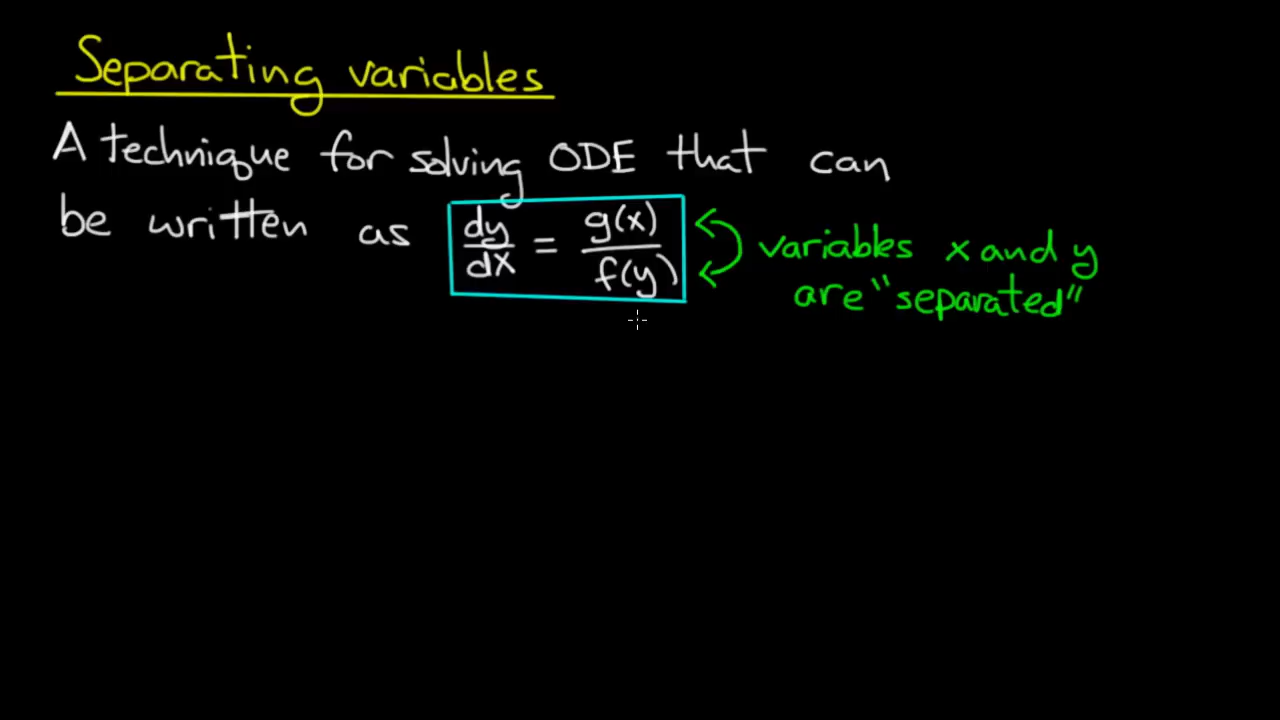 Separating variables
A technique for solving ODE that can
be written as dy/dx = g(x)/f(y) variables x and y
are "separated"